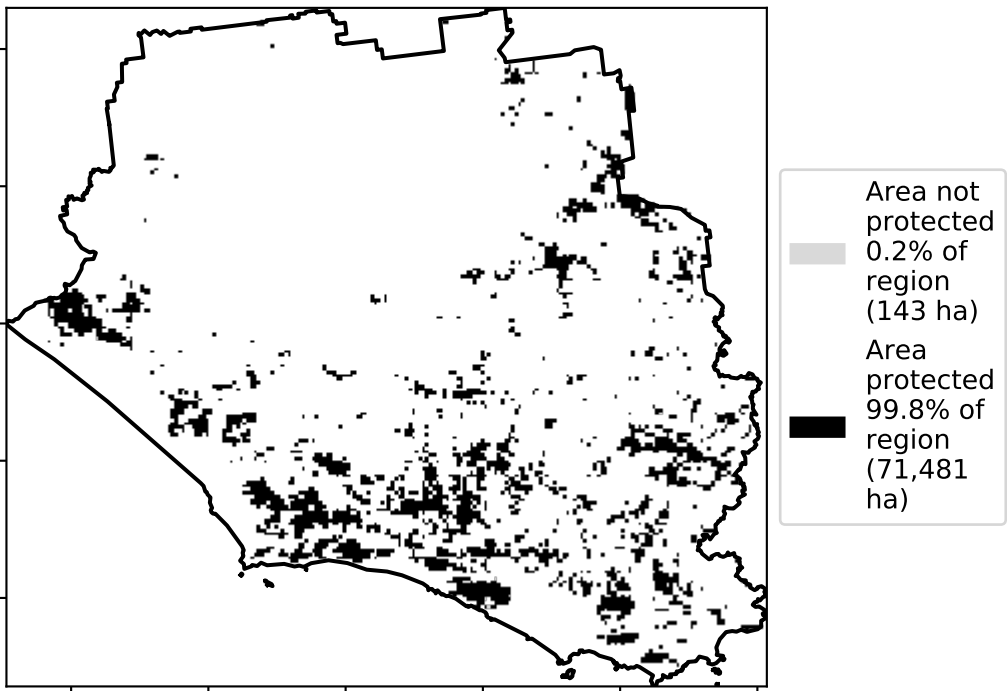 Area not
protected
0.2% of
region
(143 ha)
Area
protected
99.8% of
region
(71,481
ha)